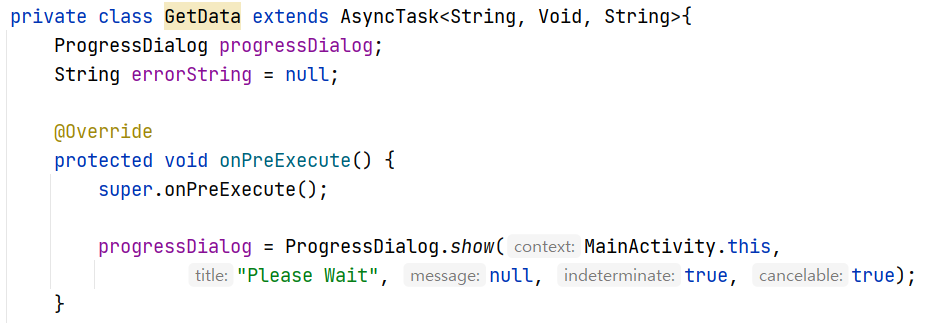 private class GetData extends AsyncTask<String, Void, String>{
ProgressDialog progressDialog;
String errorString = null;
@Override
protected void onPreExecute() {
super.onPreExecute();
progressDialog = ProgressDialog.show( context: MainActivity.this,
title: "Please Wait", message: null, indeterminate: true, cancelable: true);
}